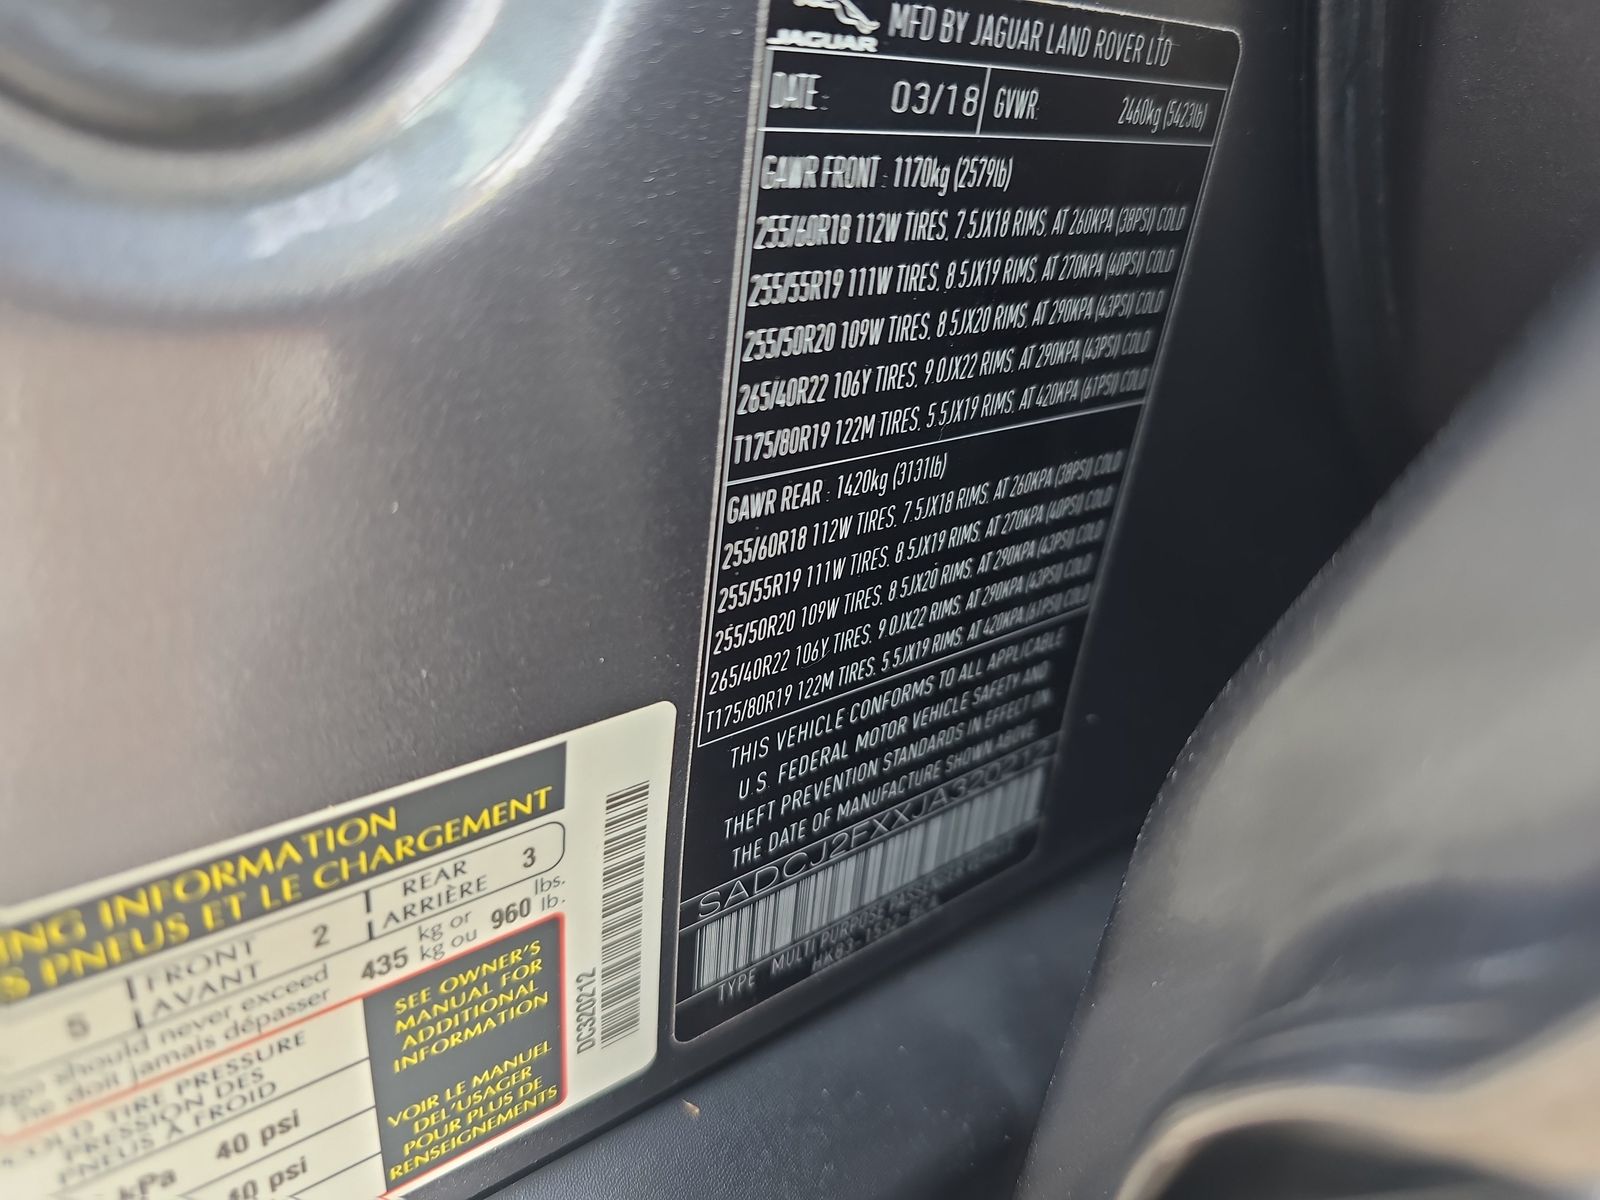 JAGUAR MFD BY JAGUAR LAND ROVER LTD
DATE: 03/18 GVWR: 2460kg (5423lb)
GAWR FRONT : 1170kg (2579lb)
255/60R18 112W TIRES, 7.5JX18 RIMS, AT 260KPA (38PSI) COLD
255/55R19 111W TIRES, 8.5JX19 RIMS, AT 270KPA (40PSI) COLD
255/50R20 109W TIRES, 8.5JX20 RIMS, AT 290KPA (43PSI) COLD
265/40R22 106Y TIRES, 9.0JX22 RIMS, AT 290KPA (43PSI) COLD
T175/80R19 122M TIRES, 5.5JX19 RIMS, AT 420KPA (61PSI) COLD
GAWR REAR : 1420kg (3131lb)
255/60R18 112W TIRES, 7.5JX18 RIMS, AT 260KPA (38PSI) COLD
255/55R19 111W TIRES, 8.5JX19 RIMS, AT 270KPA (40PSI) COLD
255/50R20 109W TIRES, 8.5JX20 RIMS, AT 290KPA (43PSI) COLD
265/40R22 106Y TIRES, 9.0JX22 RIMS, AT 290KPA (43PSI) COLD
T175/80R19 122M TIRES, 5.5JX19 RIMS, AT 420KPA (61PSI) COLD
THIS VEHICLE CONFORMS TO ALL APPLICABLE
U.S. FEDERAL MOTOR VEHICLE SAFETY AND
THEFT PREVENTION STANDARDS IN EFFECT ON
THE DATE OF MANUFACTURE SHOWN ABOVE
SADCJ2FXXJA320212
TYPE MULTI PURPOSE PASSENGER VEHICLE
ING INFORMATION
S PNEUS ET LE CHARGEMENT
5 FRONT 2 REAR 3
AVANT ARRIÈRE
should never exceed 435 kg or 960 lbs.
ne doit jamais dépasser kg ou lb.
COLD TIRE PRESSURE
PRESSION DES
PNEUS À FROID
kPa 40 psi
40 psi
SEE OWNER'S
MANUAL FOR
ADDITIONAL
INFORMATION
VOIR LE MANUEL
DEL'USAGER
POUR PLUS DE
RENSEIGNEMENTS
DC320212